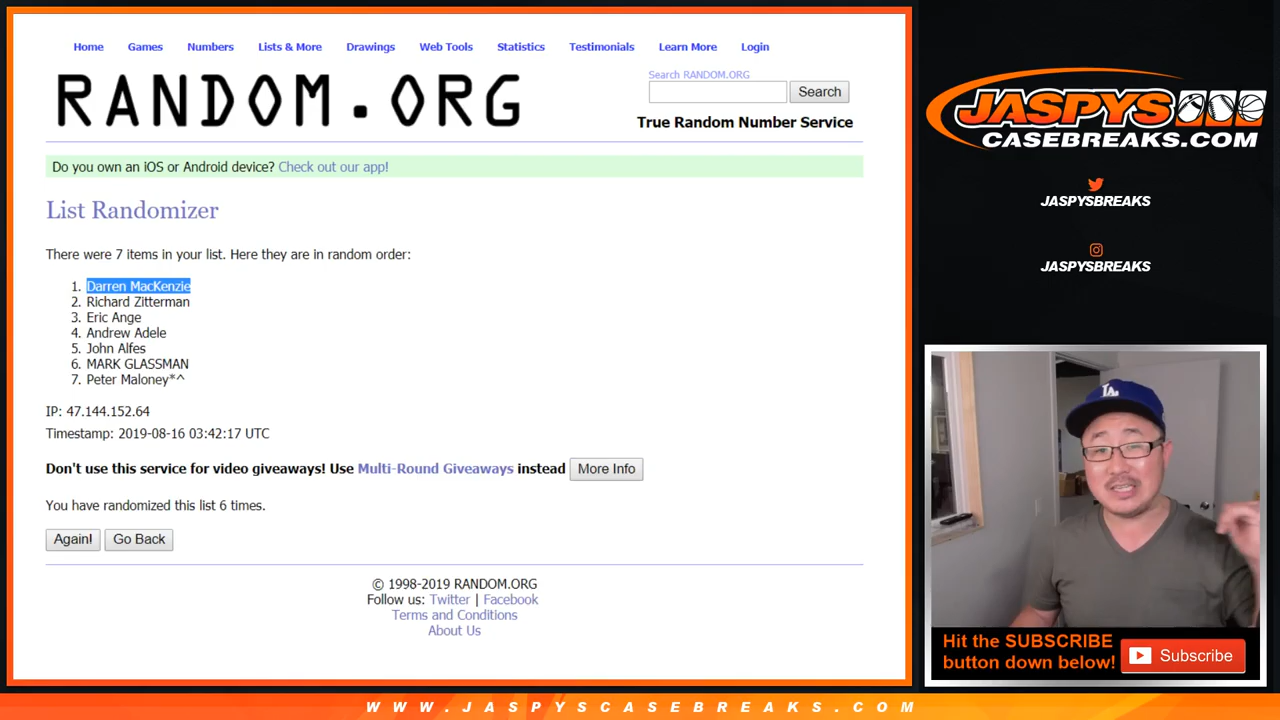 Home Games Numbers Lists & More Drawings Web Tools Statistics Testimonials Learn More Login
RANDOM.ORG
Search RANDOM.ORG
Search
True Random Number Service
Do you own an iOS or Android device? Check out our app!
List Randomizer
There were 7 items in your list. Here they are in random order:
1. Darren MacKenzie
2. Richard Zitterman
3. Eric Ange
4. Andrew Adele
5. John Alfes
6. MARK GLASSMAN
7. Peter Maloney*^
IP: 47.144.152.64
Timestamp: 2019-08-16 03:42:17 UTC
Don't use this service for video giveaways! Use Multi-Round Giveaways instead More Info
You have randomized this list 6 times.
Again! Go Back
© 1998-2019 RANDOM.ORG
Follow us: Twitter | Facebook
Terms and Conditions
About Us
JASPYS
CASEBREAKS.COM
JASPYSBREAKS
JASPYSBREAKS
LA
Hit the SUBSCRIBE
button down below!
Subscribe
WWW.JASPYSCASEBREAKS.COM